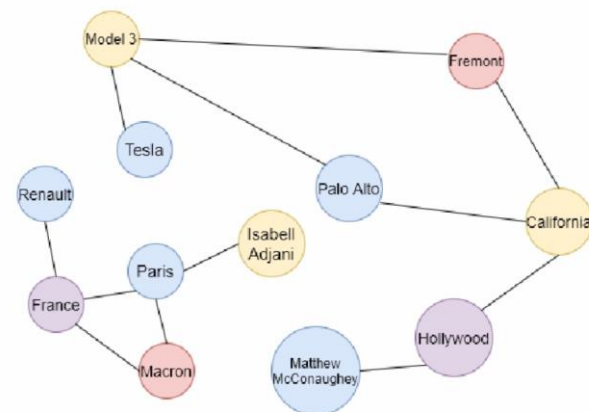 Model 3
Fremont
Tesla
Palo Alto
Renault
California
Isabell
Adjani
Paris
France
Hollywood
Matthew
McConaughey
Macron